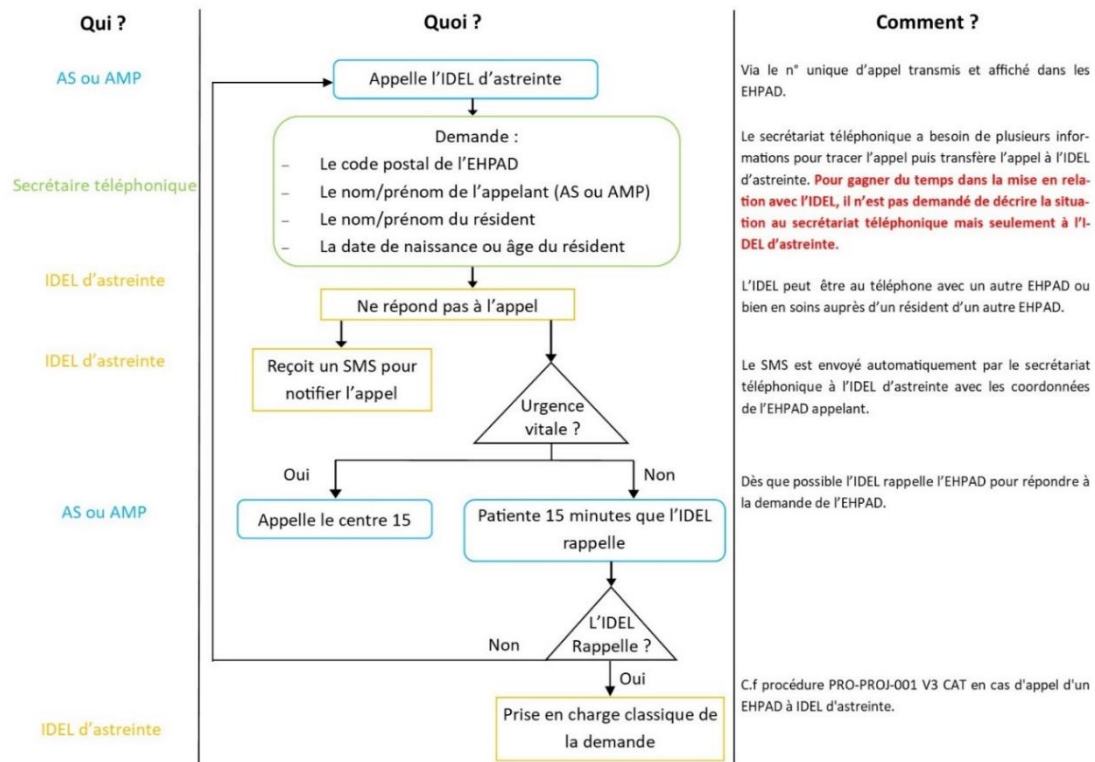 Qui ?
Quoi ?
Comment ?
AS ou AMP
Appelle l’IDEL d’astreinte
Via le n° unique d’appel transmis et affiché dans les
EHPAD.
Secrétaire téléphonique
Demande :
– Le code postal de l’EHPAD
– Le nom/prénom de l’appelant (AS ou AMP)
– Le nom/prénom du résident
– La date de naissance ou âge du résident
Le secrétariat téléphonique a besoin de plusieurs infor-
mations pour tracer l’appel puis transfère l’appel à l’IDEL
d’astreinte. Pour gagner du temps dans la mise en rela-
tion avec l’IDEL, il n’est pas demandé de décrire la situa-
tion au secrétariat téléphonique mais seulement à l’I-
DEL d’astreinte.
IDEL d’astreinte
Ne répond pas à l’appel
L’IDEL peut être au téléphone avec un autre EHPAD ou
bien en soins auprès d’un résident d’un autre EHPAD.
IDEL d’astreinte
Reçoit un SMS pour
notifier l’appel
Urgence
vitale ?
Le SMS est envoyé automatiquement par le secrétariat
téléphonique à l’IDEL d’astreinte avec les coordonnées
de l’EHPAD appelant.
Oui
Non
AS ou AMP
Appelle le centre 15
Patiente 15 minutes que l’IDEL
rappelle
Dès que possible l’IDEL rappelle l’EHPAD pour répondre à
la demande de l’EHPAD.
L’IDEL
Rappelle ?
Non
Oui
IDEL d’astreinte
Prise en charge classique de
la demande
C.f procédure PRO-PROJ-001 V3 CAT en cas d'appel d'un
EHPAD à IDEL d'astreinte.